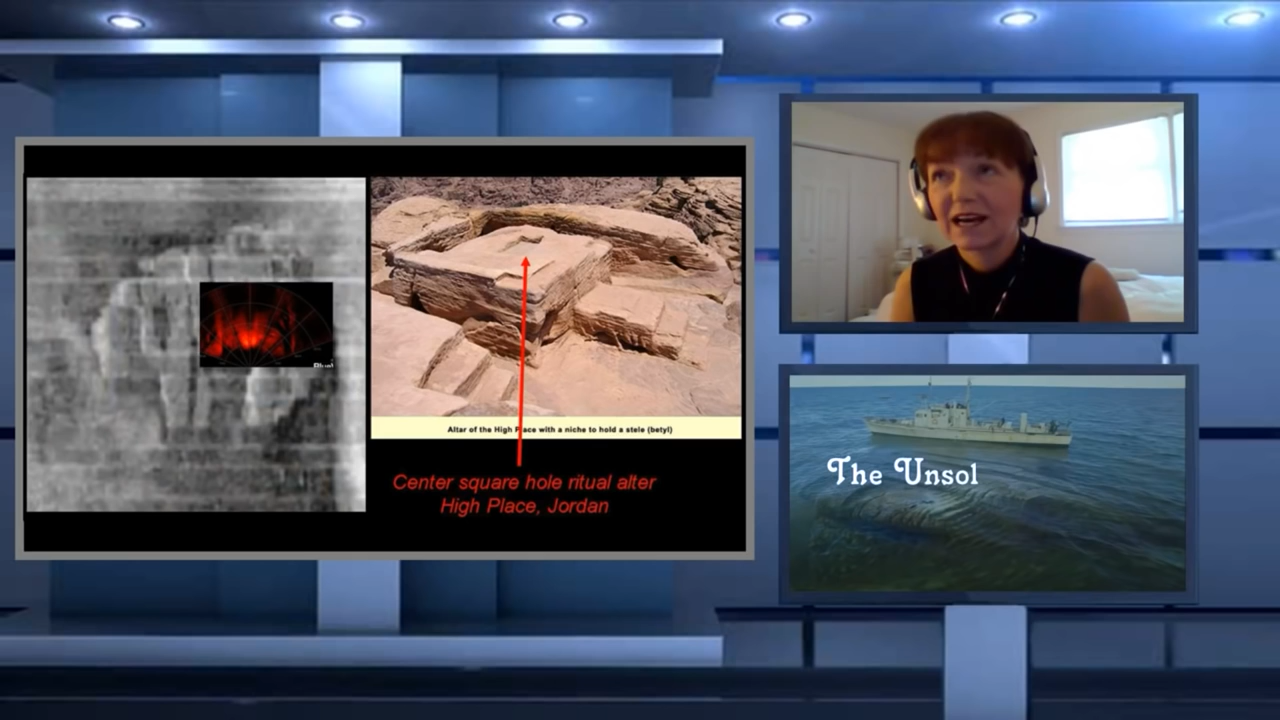 Altar of the High Place with a niche to hold a stele (betyl)
Center square hole ritual alter
High Place, Jordan
The Unsol